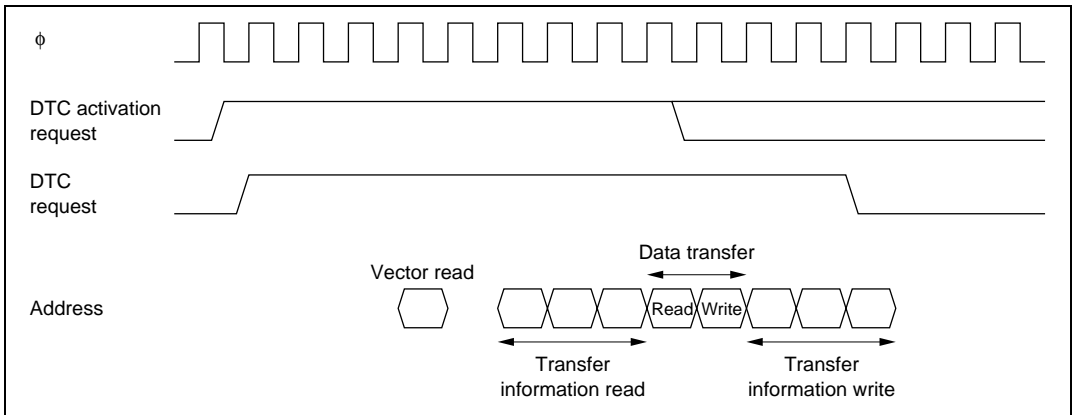 ϕ
DTC activation
request
DTC
request
Data transfer
Vector read
Address
Read Write
Transfer
information read
Transfer
information write